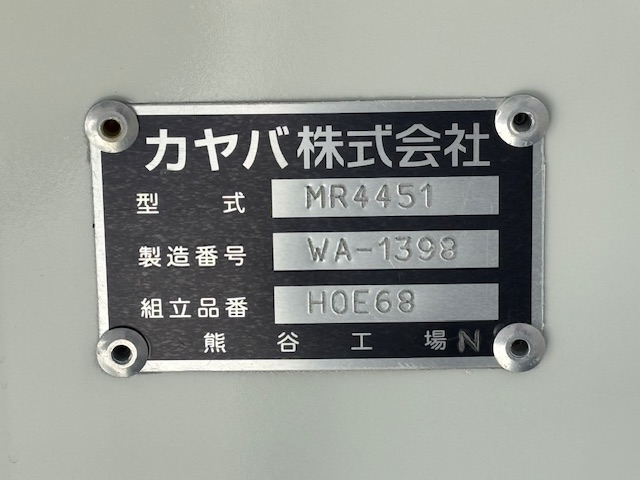 カヤバ株式会社
型式 MR4451
製造番号 WA-1398
組立品番 H0E68
熊谷工場 N